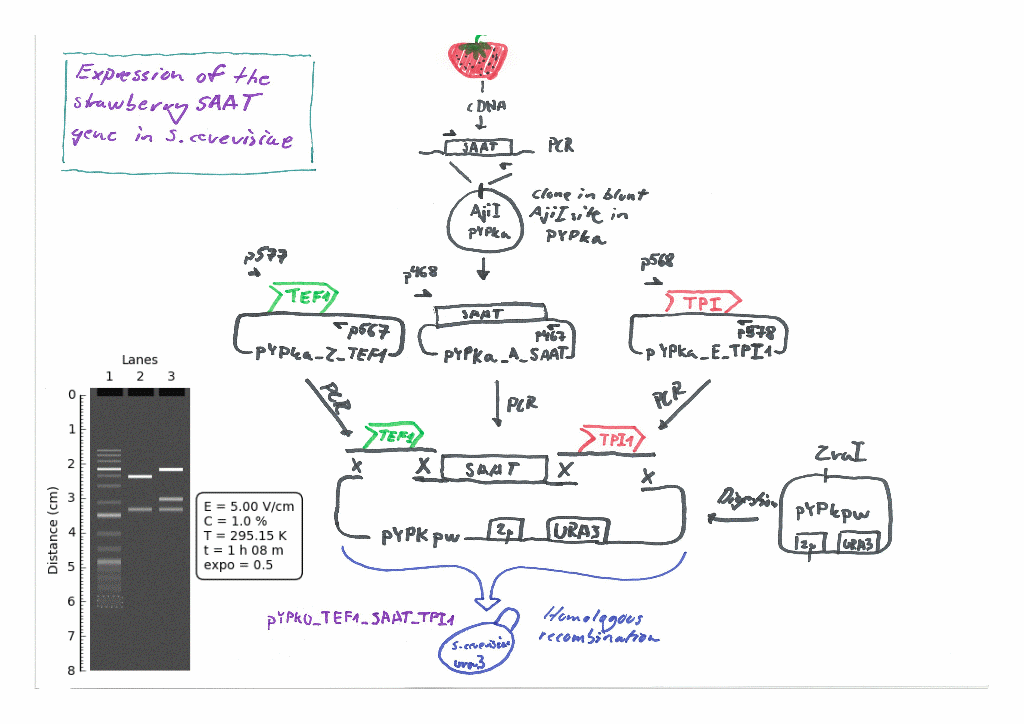 Expression of the
strawberry SAAT
gene in S. cerevisiae
cDNA
SAAT PCR
AjiI
pYPKa
Clone in blunt
AjiI site in
pYPKa
p577
TEF1
p567
pYPKa_Z_TEF1
p468
SAAT
p467
pYPKa_A_SAAT
p568
TPI
p578
pYPKa_E_TPI1
PCR
PCR
PCR
TEF1
TPI1
X X SAAT X X
pYPKpw 2µ URA3
Digestion
ZraI
pYPKpw
2µ URA3
pYPK0_TEF1_SAAT_TPI1
Homologous
recombination
S. cerevisiae
ura3
Lanes
1 2 3
Distance (cm)
0
1
2
3
4
5
6
7
8
E = 5.00 V/cm
C = 1.0 %
T = 295.15 K
t = 1 h 08 m
expo = 0.5